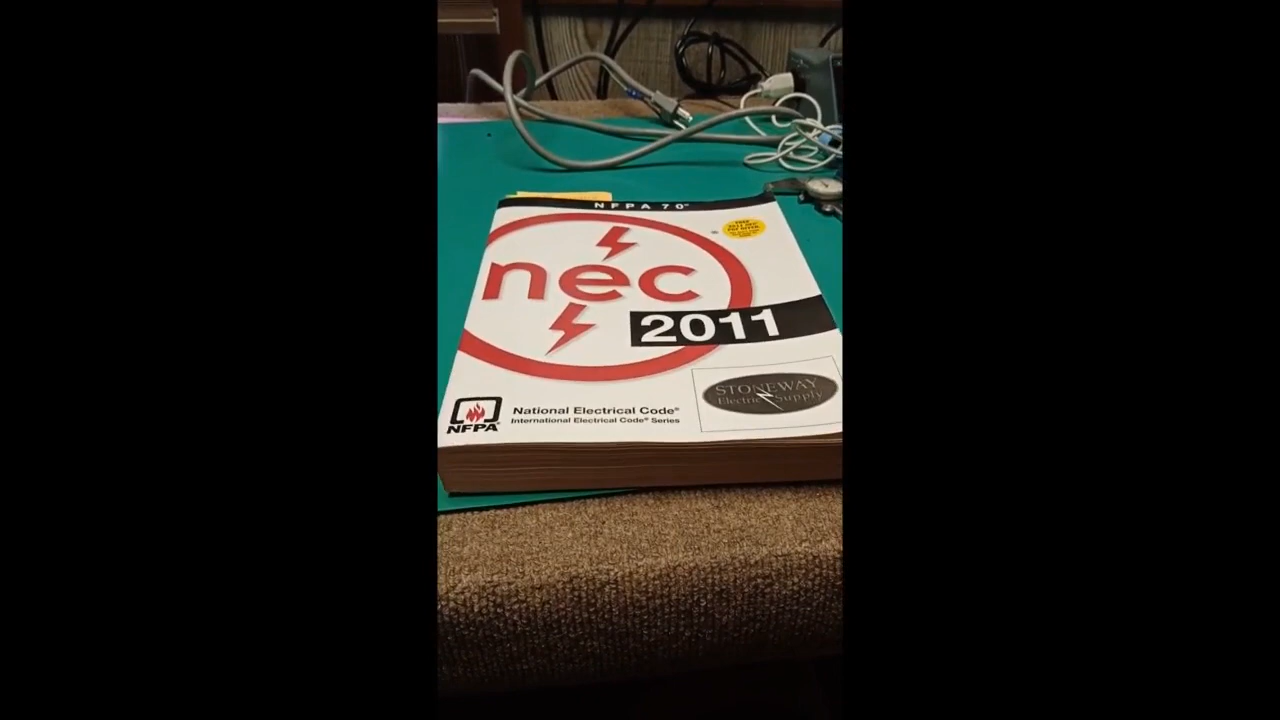 NFPA 70®
nec
2011
STONEWAY
Electric Supply
NFPA®
National Electrical Code®
International Electrical Code® Series